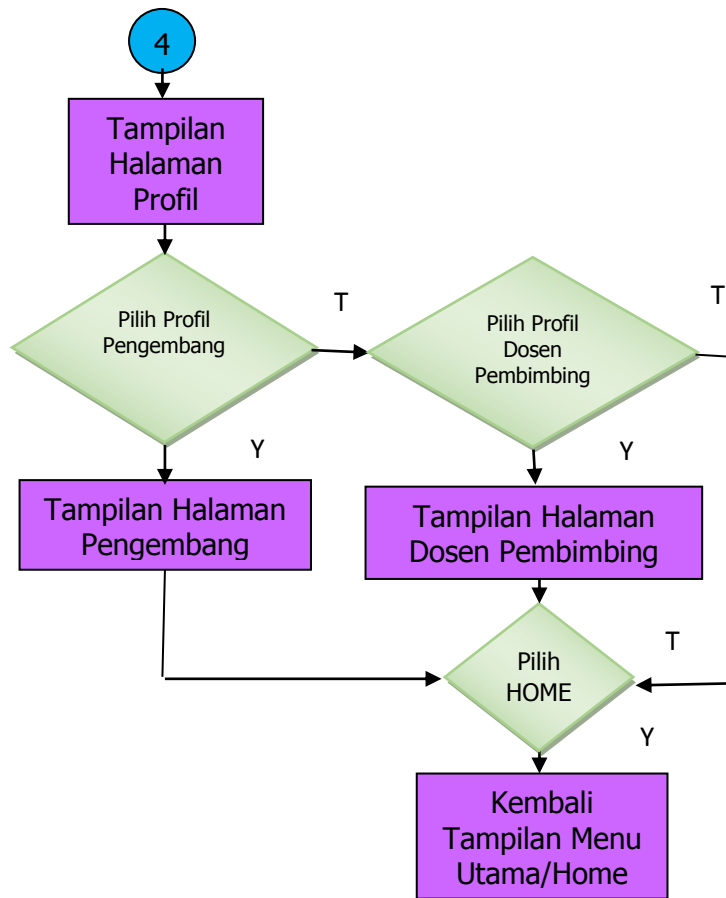 4
Tampilan
Halaman
Profil
Pilih Profil
Pengembang
T
Pilih Profil
Dosen
Pembimbing
T
Y
Y
Tampilan Halaman
Pengembang
Tampilan Halaman
Dosen Pembimbing
Pilih
HOME
T
Y
Kembali
Tampilan Menu
Utama/Home